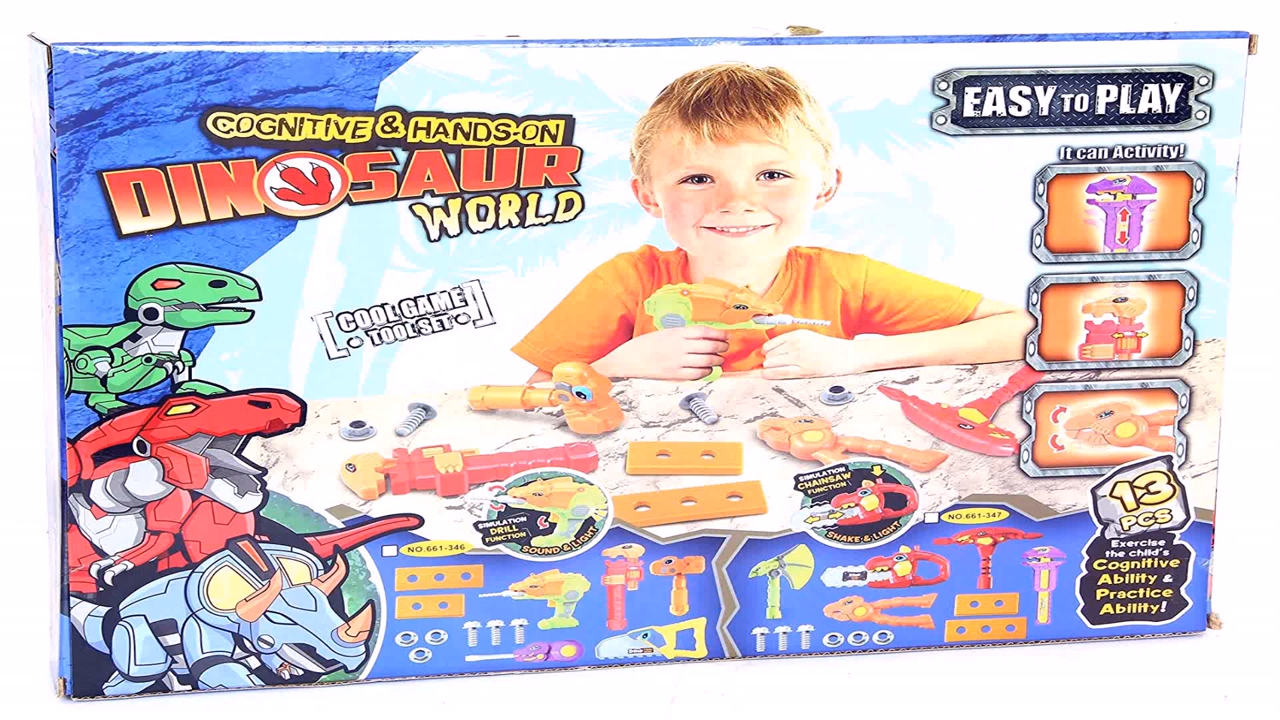 COGNITIVE & HANDS-ON
DINOSAUR
WORLD
EASY TO PLAY
It can Activity!
COOL GAME
TOOL SET
SIMULATION
DRILL
FUNCTION
SOUND & LIGHT
SIMULATION
CHAINSAW
FUNCTION
SHAKE & LIGHT
NO.661-346
NO.661-347
13
PCS
Exercise
the child's
Cognitive
Ability &
Practice
Ability!